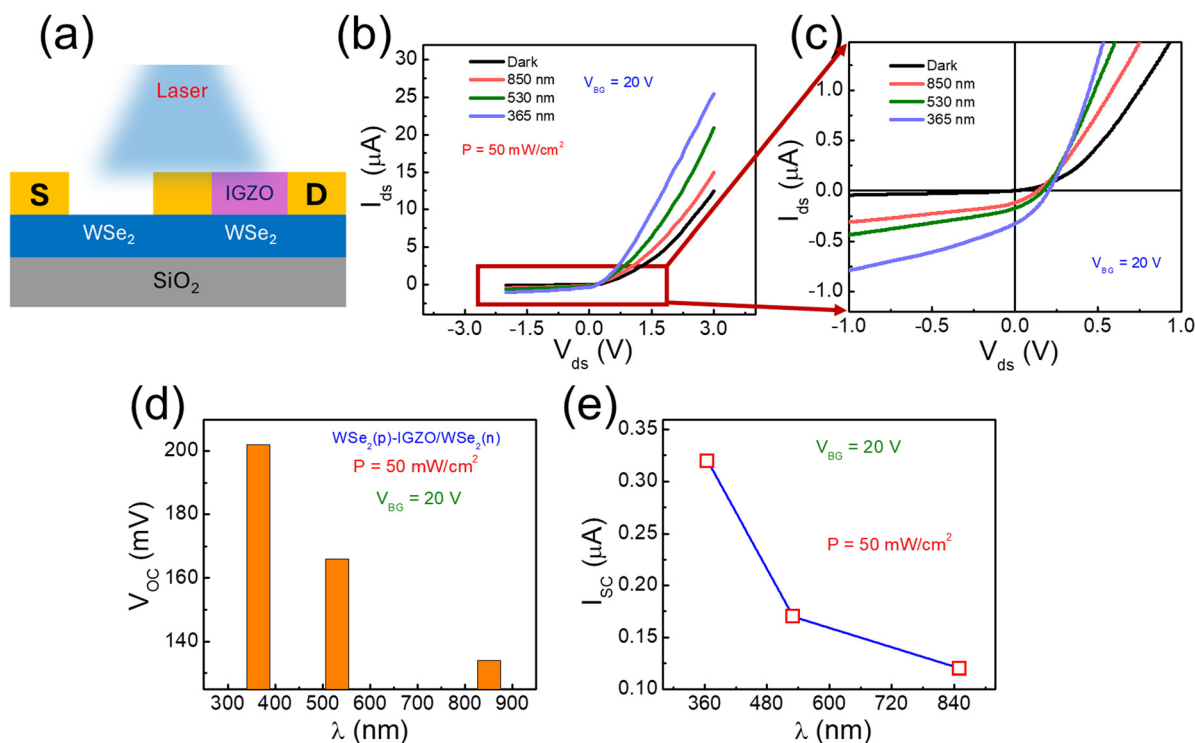 (a)
Laser
S
IGZO
D
WSe2
WSe2
SiO2
(b)
Dark
850 nm
530 nm
365 nm
VBG = 20 V
P = 50 mW/cm2
Ids (μA)
30
25
20
15
10
5
0
-3.0 -1.5 0.0 1.5 3.0
Vds (V)
(c)
Dark
850 nm
530 nm
365 nm
VBG = 20 V
Ids (μA)
1.0
0.5
0.0
-0.5
-1.0
-1.0 -0.5 0.0 0.5 1.0
Vds (V)
(d)
WSe2(p)-IGZO/WSe2(n)
P = 50 mW/cm2
VBG = 20 V
VOC (mV)
200
180
160
140
300 400 500 600 700 800 900
λ (nm)
(e)
VBG = 20 V
P = 50 mW/cm2
ISC (μA)
0.35
0.30
0.25
0.20
0.15
0.10
360 480 600 720 840
λ (nm)